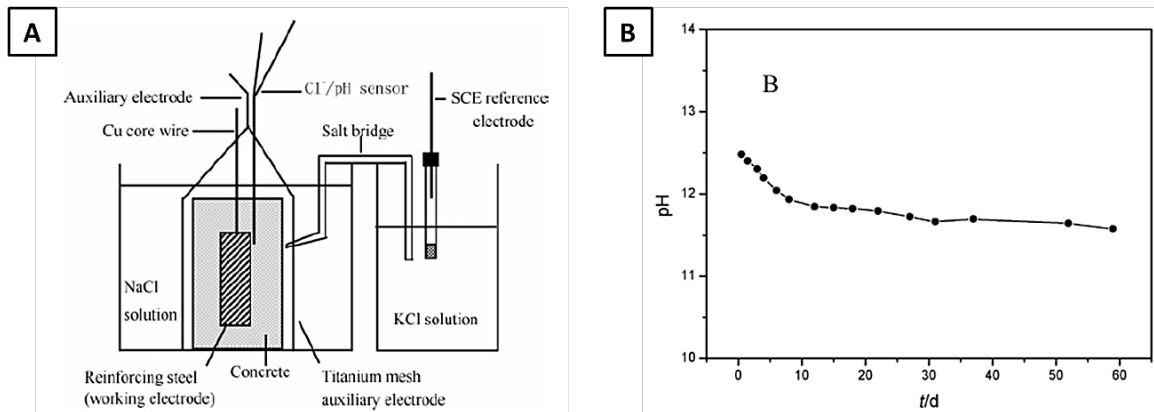 A
Auxiliary electrode
Cl⁻/pH sensor
Cu core wire
Salt bridge
SCE reference
electrode
NaCl
solution
KCl solution
Reinforcing steel
(working electrode)
Concrete
Titanium mesh
auxiliary electrode
B
B
14
13
12
11
10
pH
0 10 20 30 40 50 60
t/d